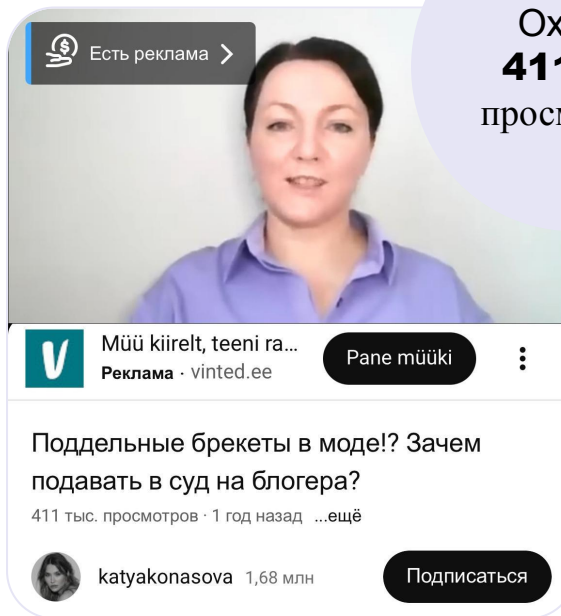 Есть реклама
Ох
411
просм
Müü kiirelt, teeni ra...
Реклама · vinted.ee
Pane müüki
Поддельные брекеты в моде!? Зачем
подавать в суд на блогера?
411 тыс. просмотров · 1 год назад ...ещё
katyakonasova 1,68 млн
Подписаться